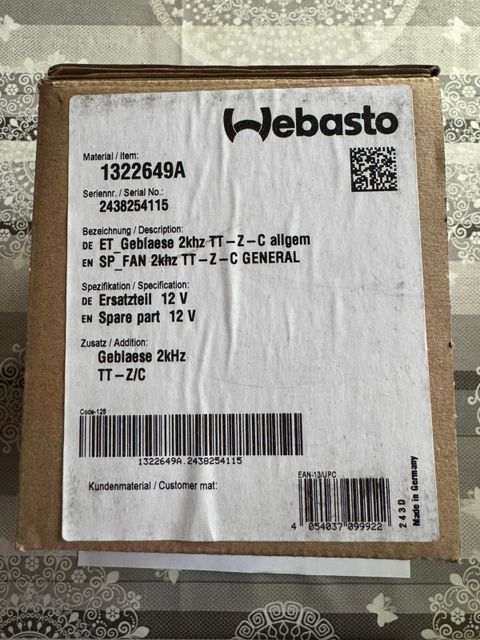 Webasto
Material / Item:
1322649A
Seriennr. / Serial No.:
2438254115
Bezeichnung / Description:
DE ET_Geblaese 2khz TT-Z-C allgem
EN SP_FAN 2khz TT-Z-C GENERAL
Spezifikation / Specification:
DE Ersatzteil 12 V
EN Spare part 12 V
Zusatz / Addition:
Geblaese 2kHz
TT-Z/C
Code-128
1322649A.2438254115
Kundenmaterial / Customer mat:
EAN-13/UPC
4 054037 099922
243D
Made in Germany